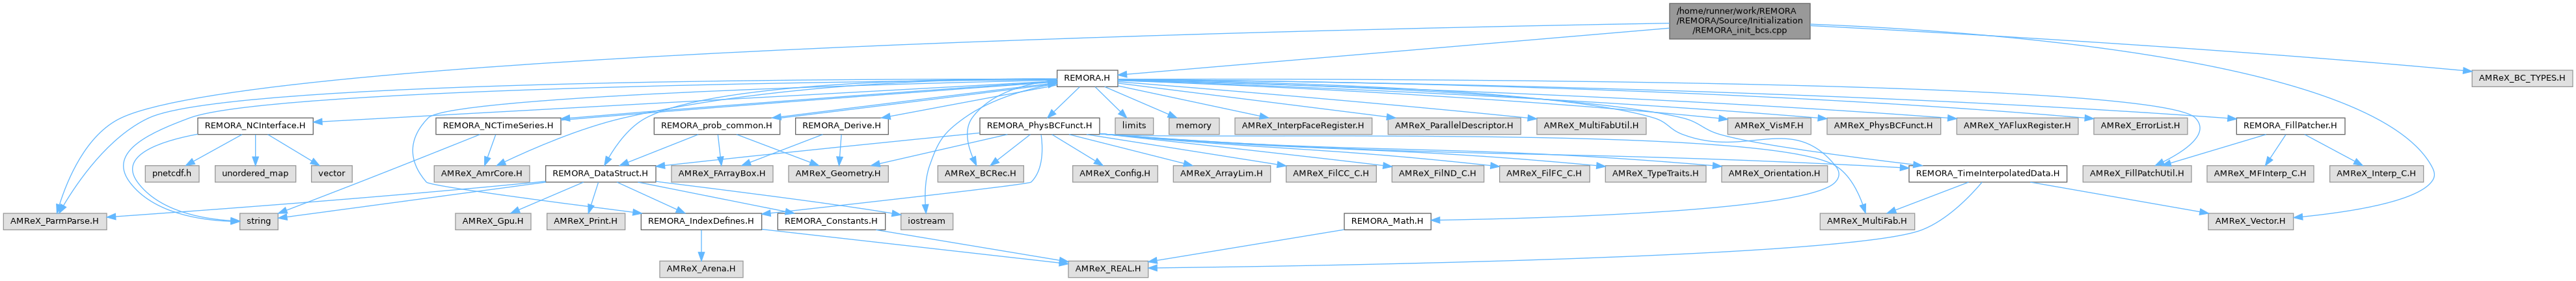 /home/runner/work/REMORA
/REMORA/Source/Initialization
/REMORA_init_bcs.cpp
REMORA.H
AMReX_BC_TYPES.H
REMORA_NCInterface.H
REMORA_NCTimeSeries.H
REMORA_prob_common.H
REMORA_Derive.H
REMORA_PhysBCFunct.H
limits
memory
AMReX_InterpFaceRegister.H
AMReX_ParallelDescriptor.H
AMReX_MultiFabUtil.H
AMReX_VisMF.H
AMReX_PhysBCFunct.H
AMReX_YAFluxRegister.H
AMReX_ErrorList.H
REMORA_FillPatcher.H
pnetcdf.h
unordered_map
vector
AMReX_AmrCore.H
REMORA_DataStruct.H
AMReX_FArrayBox.H
AMReX_Geometry.H
AMReX_BCRec.H
AMReX_Config.H
AMReX_ArrayLim.H
AMReX_FilCC_C.H
AMReX_FilND_C.H
AMReX_FilFC_C.H
AMReX_TypeTraits.H
AMReX_Orientation.H
REMORA_TimeInterpolatedData.H
AMReX_FillPatchUtil.H
AMReX_MFInterp_C.H
AMReX_Interp_C.H
AMReX_ParmParse.H
string
AMReX_Gpu.H
AMReX_Print.H
REMORA_IndexDefines.H
REMORA_Constants.H
iostream
REMORA_Math.H
AMReX_MultiFab.H
AMReX_Vector.H
AMReX_Arena.H
AMReX_REAL.H